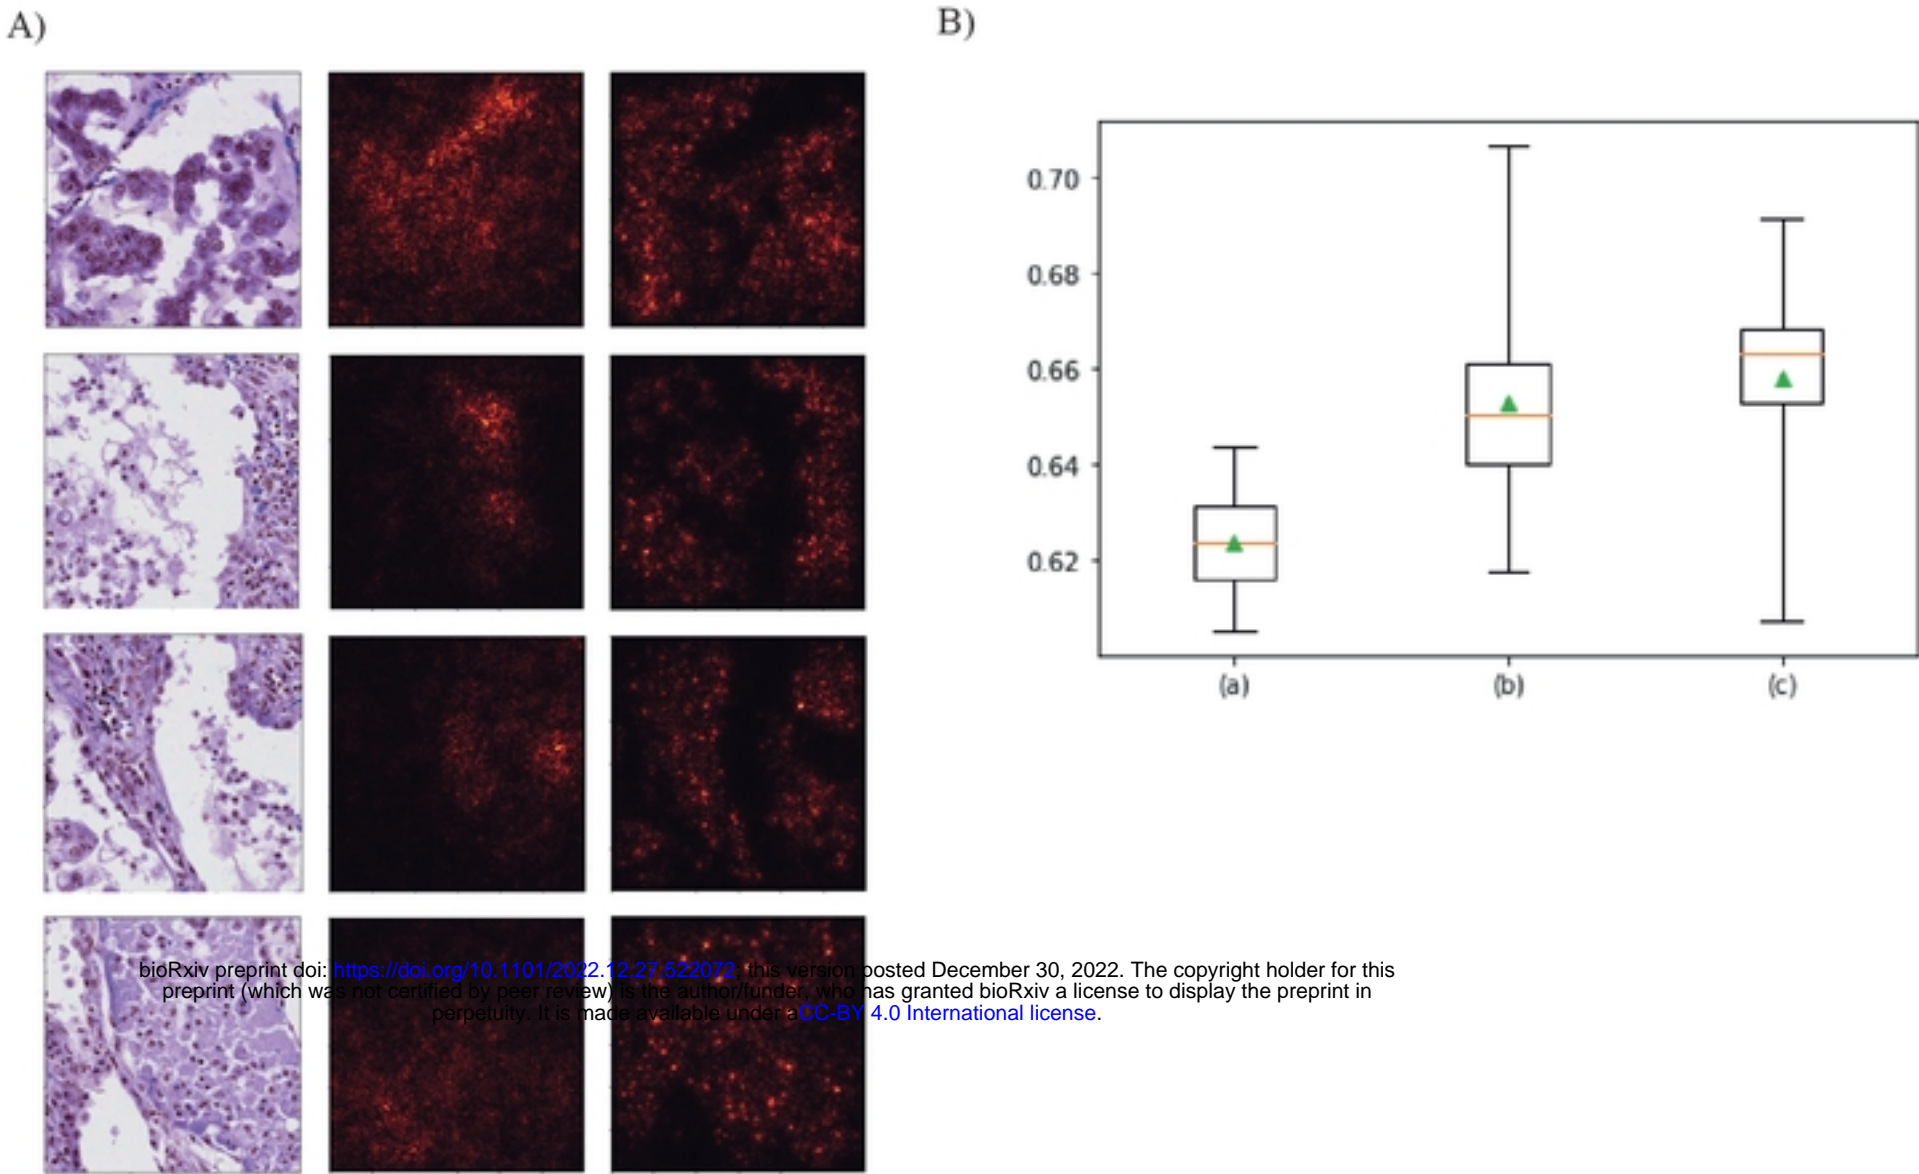 A)
B)
0.70
0.68
0.66
0.64
0.62
(a)
(b)
(c)
bioRxiv preprint doi: https://doi.org/10.1101/2022.12.27.522072; this version posted December 30, 2022. The copyright holder for this
preprint (which was not certified by peer review) is the author/funder, who has granted bioRxiv a license to display the preprint in
perpetuity. It is made available under aCC-BY 4.0 International license.